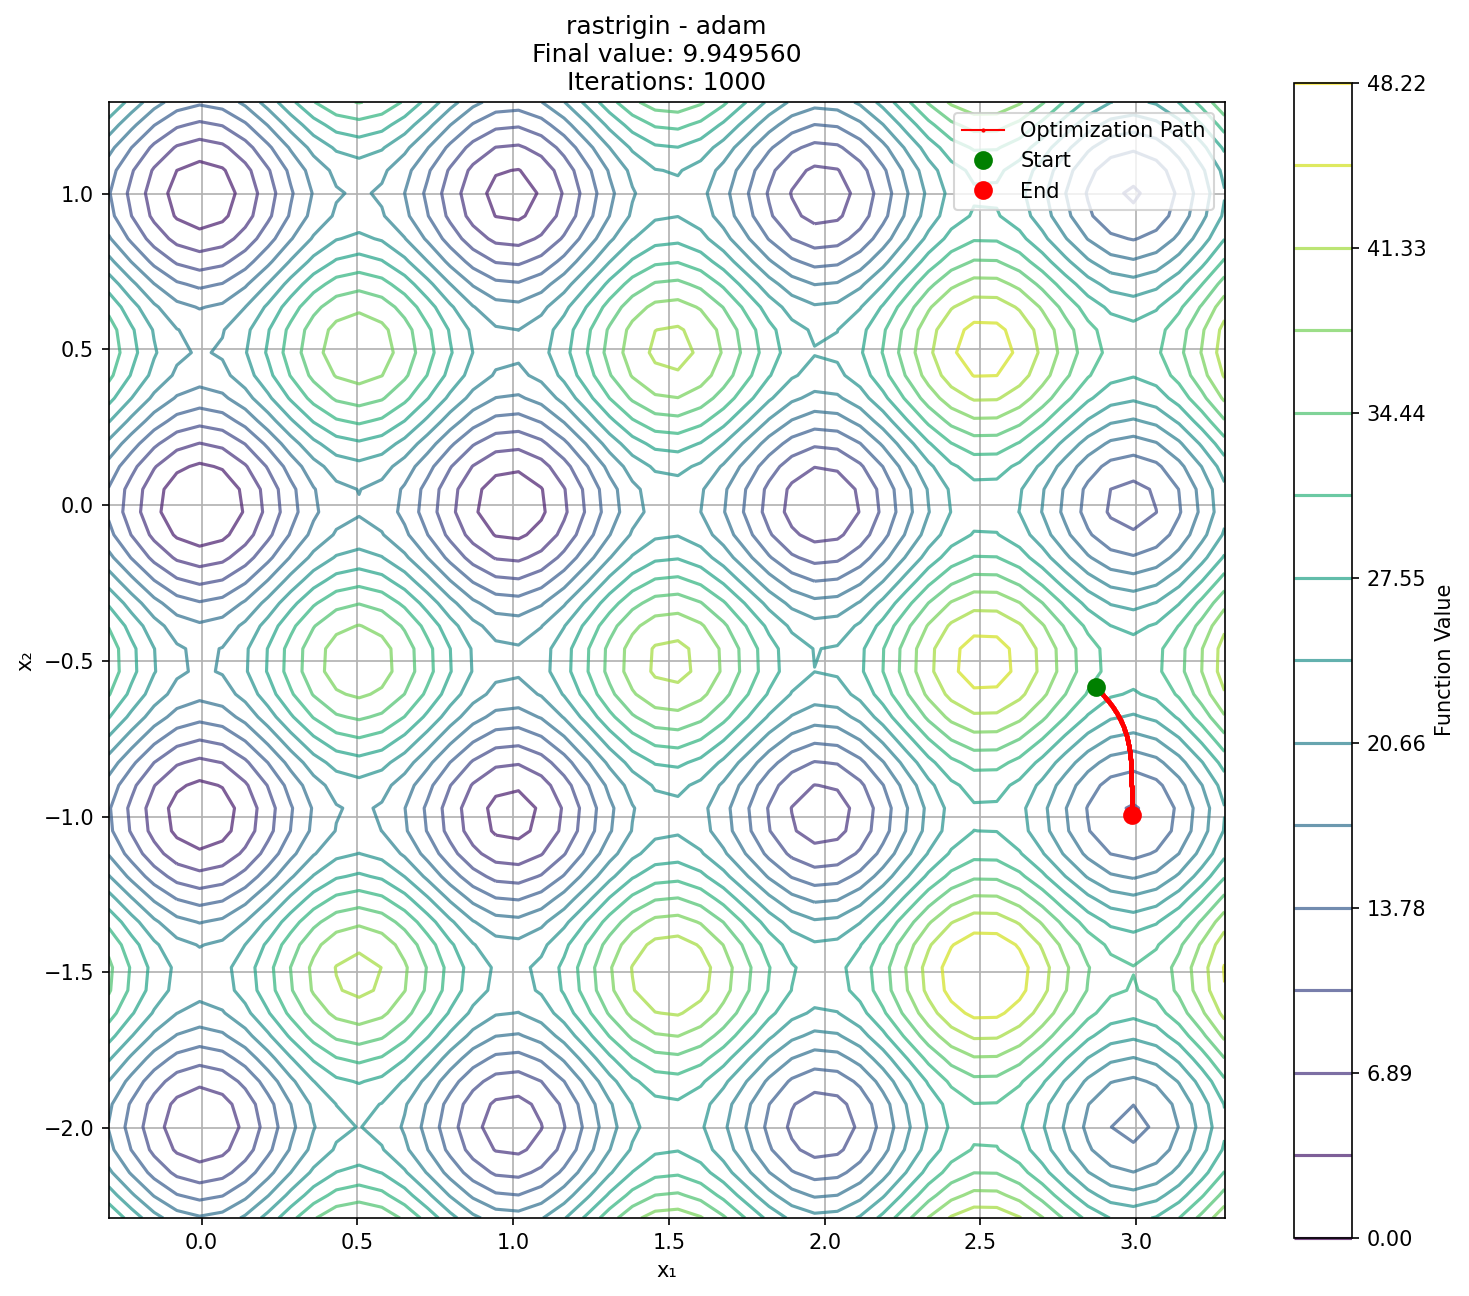 rastrigin - adam
Final value: 9.949560
Iterations: 1000
Optimization Path
Start
End
1.0
0.5
0.0
−0.5
−1.0
−1.5
−2.0
x₂
0.0
0.5
1.0
1.5
2.0
2.5
3.0
x₁
48.22
41.33
34.44
27.55
20.66
13.78
6.89
0.00
Function Value